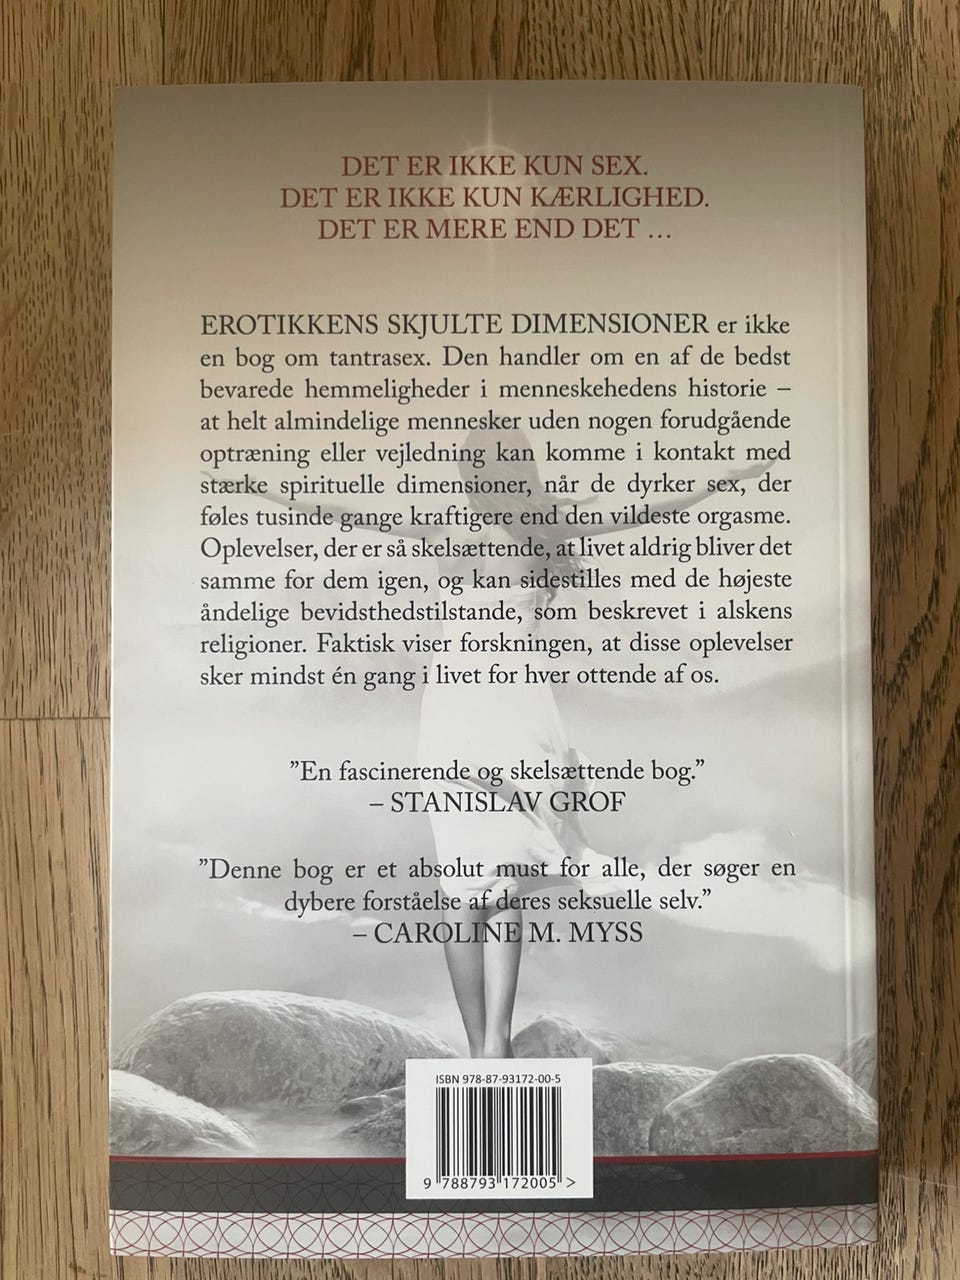 DET ER IKKE KUN SEX.
DET ER IKKE KUN KÆRLIGHED.
DET ER MERE END DET ...
EROTIKKENS SKJULTE DIMENSIONER er ikke
en bog om tantrasex. Den handler om en af de bedst
bevarede hemmeligheder i menneskehedens historie –
at helt almindelige mennesker uden nogen forudgående
optræning eller vejledning kan komme i kontakt med
stærke spirituelle dimensioner, når de dyrker sex, der
føles tusinde gange kraftigere end den vildeste orgasme.
Oplevelser, der er så skelsættende, at livet aldrig bliver det
samme for dem igen, og kan sidestilles med de højeste
åndelige bevidsthedstilstande, som beskrevet i alskens
religioner. Faktisk viser forskningen, at disse oplevelser
sker mindst én gang i livet for hver ottende af os.
”En fascinerende og skelsættende bog.”
– STANISLAV GROF
”Denne bog er et absolut must for alle, der søger en
dybere forståelse af deres seksuelle selv.”
– CAROLINE M. MYSS
ISBN 978-87-93172-00-5
9 788793 172005 >